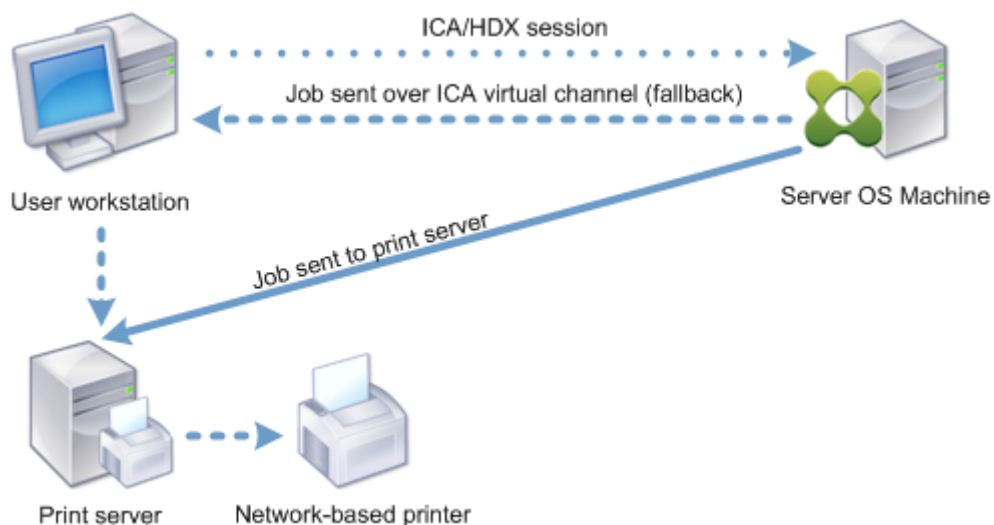 ICA/HDX session
Job sent over ICA virtual channel (fallback)
User workstation
Server OS Machine
Job sent to print server
Print server
Network-based printer